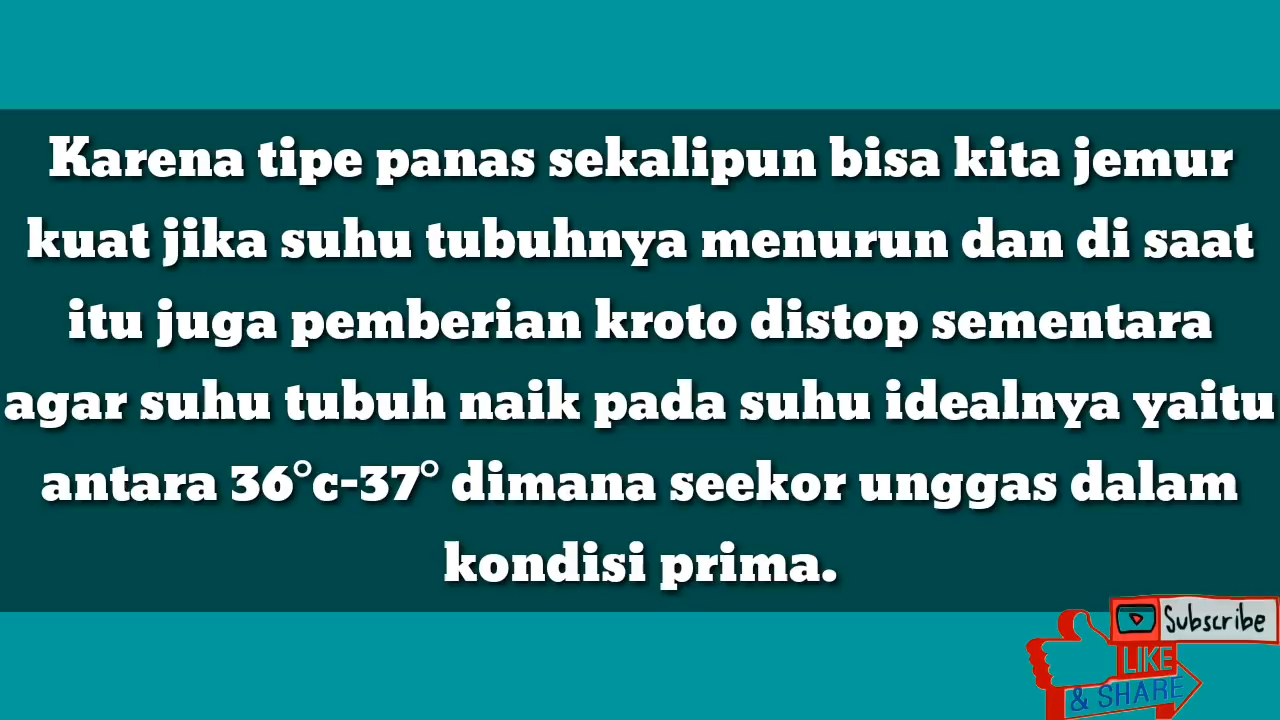 Karena tipe panas sekalipun bisa kita jemur
kuat jika suhu tubuhnya menurun dan di saat
itu juga pemberian kroto distop sementara
agar suhu tubuh naik pada suhu idealnya yaitu
antara 36°c-37° dimana seekor unggas dalam
kondisi prima.
Subscribe
LIKE
& SHARE